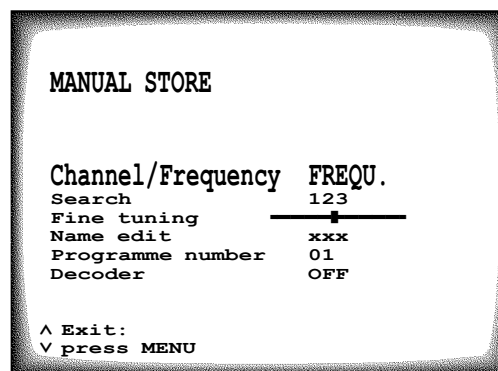 MANUAL STORE
Channel/Frequency FREQU.
Search 123
Fine tuning
Name edit xxx
Programme number 01
Decoder OFF
∧ Exit:
∨ press MENU